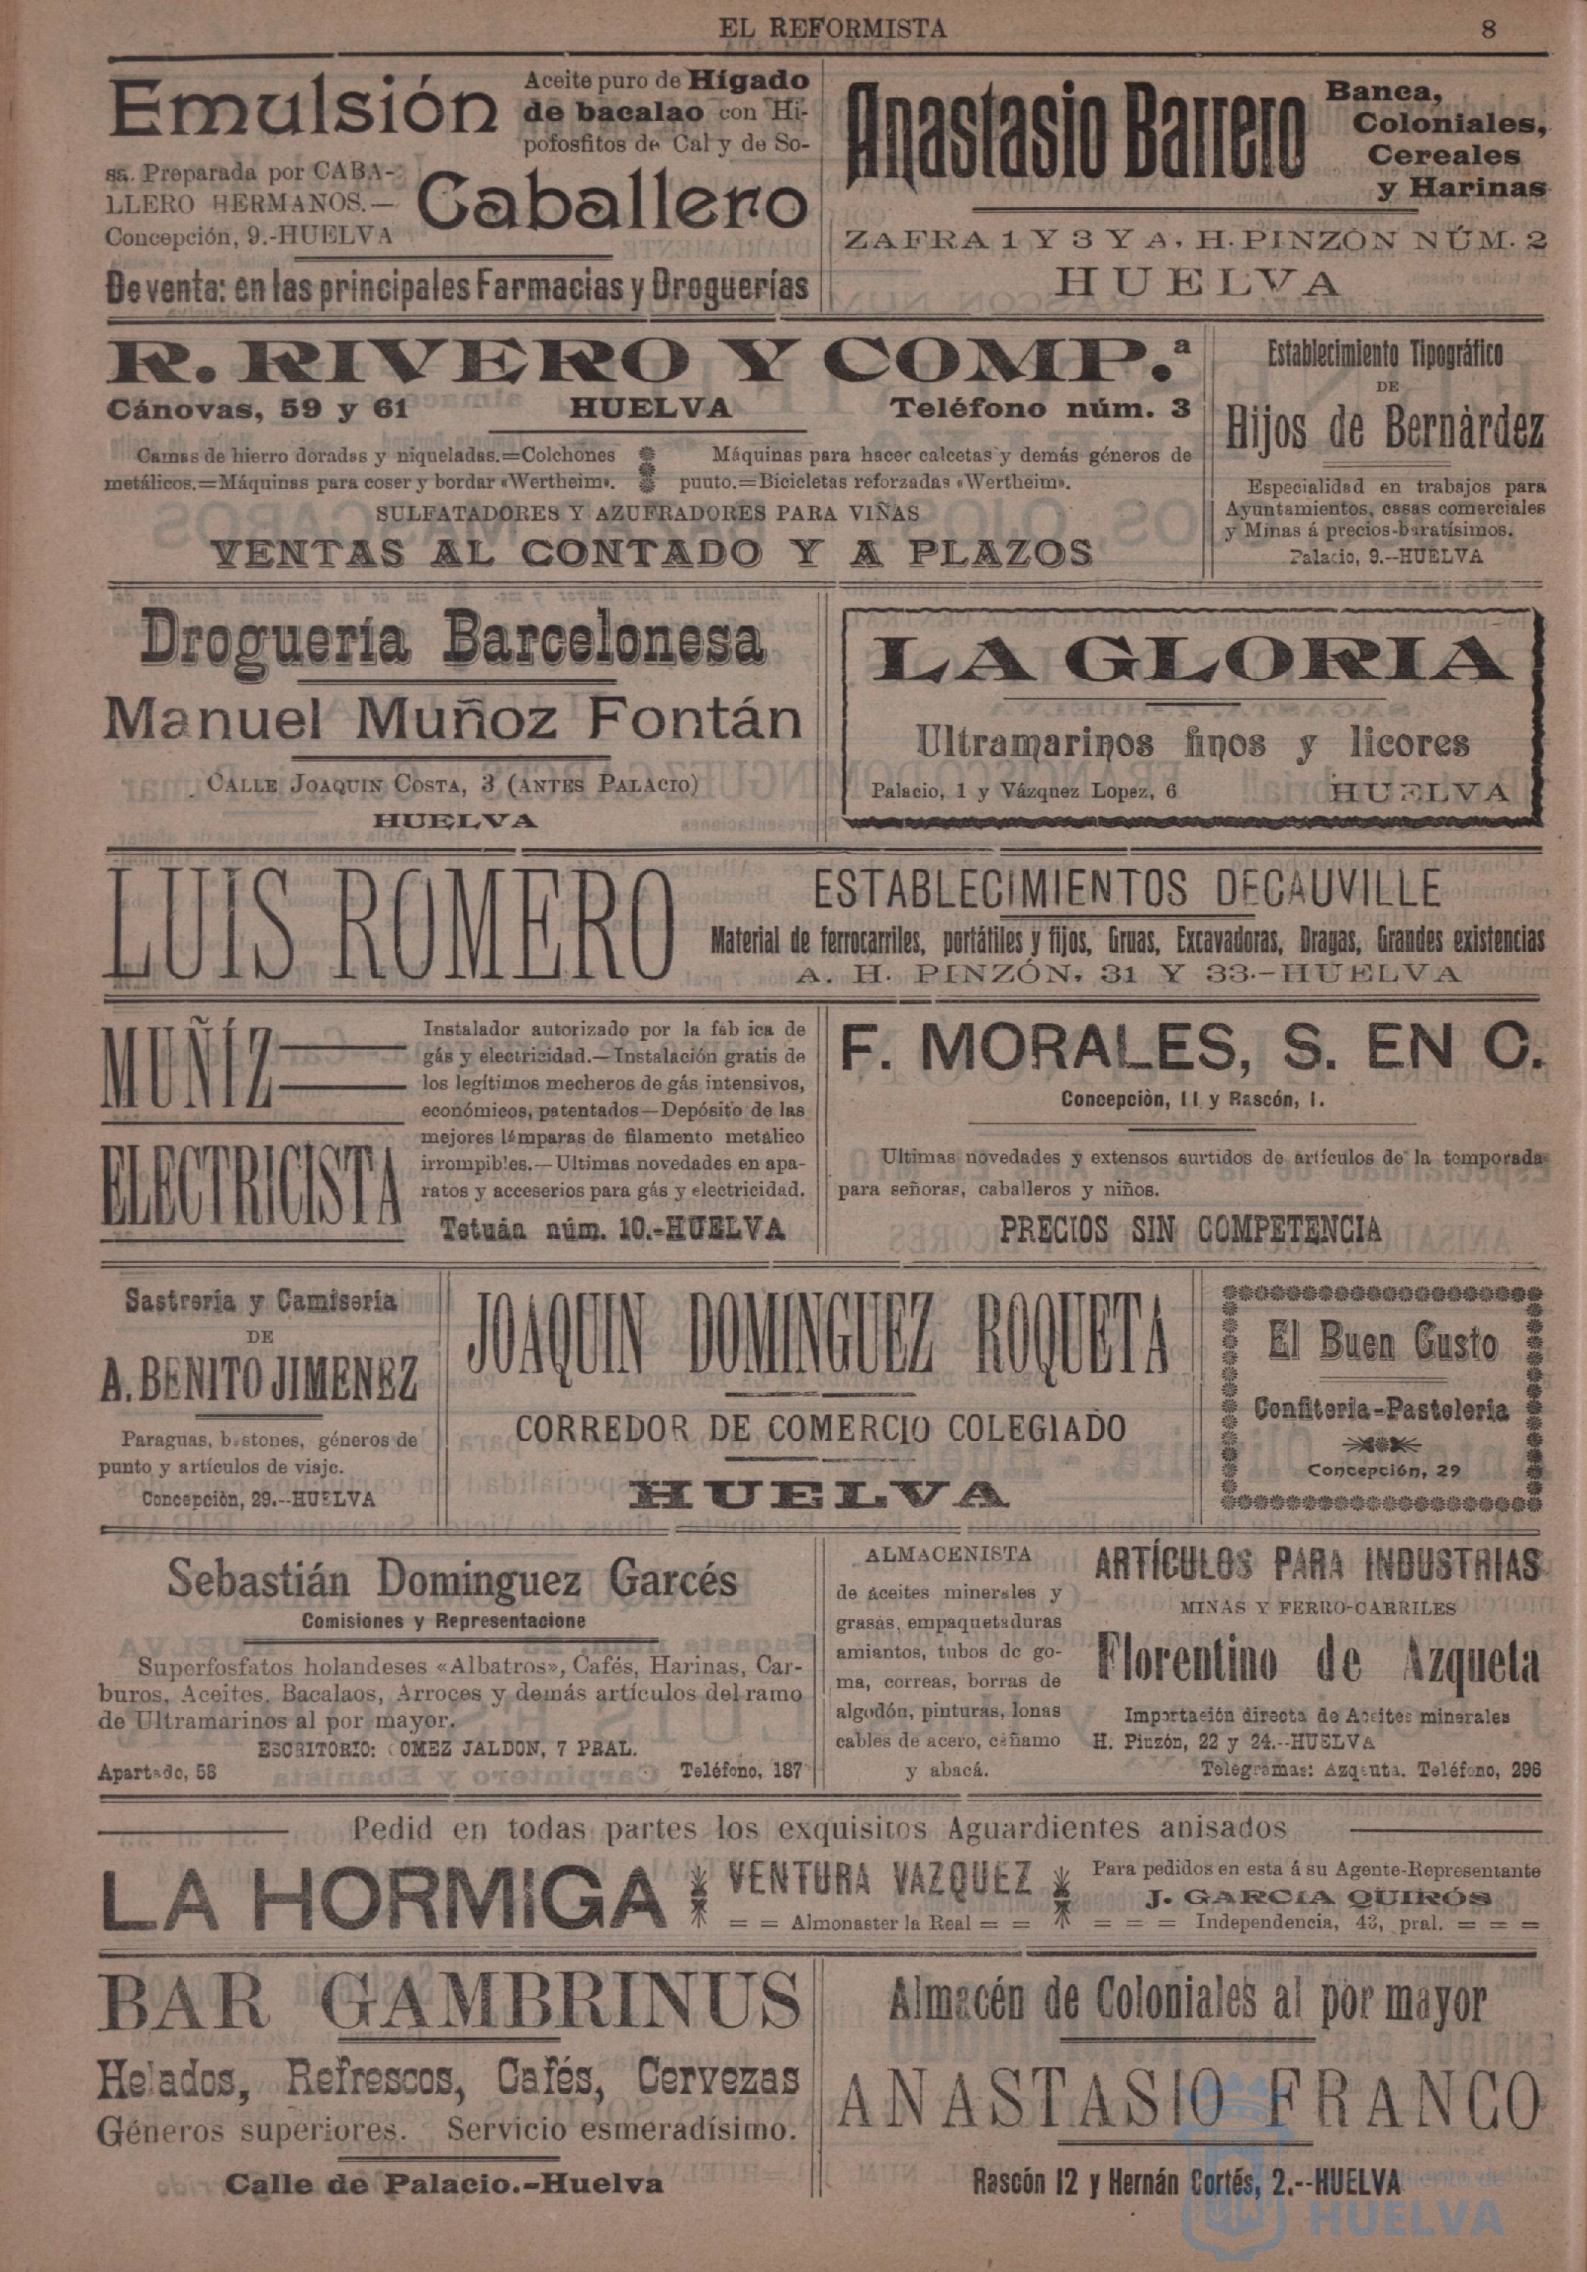 EL REFORMISTA
8
Emulsión
Aceite puro de Hígado
de bacalao con Hi-
pofosfitos de Cal y de So-
sa. Preparada por CABA-
LLERO HERMANOS.—
Concepción, 9.-HUELVA
Caballero
De venta: en las principales Farmacias y Droguerías
Anastasio Barrero
Banca,
Coloniales,
Cereales
y Harinas
ZAFRA 1 Y 3 Y A. H. PINZÓN NÚM. 2
HUELVA
R. RIVERO Y COMP.ª
Cánovas, 59 y 61 HUELVA Teléfono núm. 3
Camas de hierro doradas y niqueladas.=Colchones
metálicos.=Máquinas para coser y bordar «Wertheim».
Máquinas para hacer calcetas y demás géneros de
punto.=Bicicletas reforzadas «Wertheim».
SULFATADORES Y AZUFRADORES PARA VIÑAS
VENTAS AL CONTADO Y A PLAZOS
Establecimiento Tipográfico
DE
Hijos de Bernàrdez
Especialidad en trabajos para
Ayuntamientos, casas comerciales
y Minas á precios-baratísimos.
Palacio, 9.--HUELVA
Droguería Barcelonesa
Manuel Muñoz Fontán
CALLE JOAQUIN COSTA, 3 (ANTES PALACIO)
HUELVA
LA GLORIA
Ultramarinos finos y licores
Palacio, 1 y Vázquez Lopez, 6 HUELVA
LUIS ROMERO
ESTABLECIMIENTOS DECAUVILLE
Material de ferrocarriles, portátiles y fijos, Gruas, Excavadoras, Dragas, Grandes existencias
A. H. PINZÓN, 31 Y 33.-HUELVA
MUÑÍZ
ELECTRICISTA
Instalador autorizado por la fab ica de
gás y electricidad.—Instalación gratis de
los legítimos mecheros de gás intensivos,
económicos, patentados—Depósito de las
mejores lámparas de filamento metálico
irrompibles.—Ultimas novedades en apa-
ratos y acceserios para gás y electricidad.
Tetuán núm. 10.-HUELVA
F. MORALES, S. EN C.
Concepciòn, 11 y Rascón, 1.
Ultimas novedades y extensos surtidos de artículos de la temporada
para señoras, caballeros y niños.
PRECIOS SIN COMPETENCIA
Sastrería y Camisería
DE
A. BENITO JIMENEZ
Paraguas, bastones, géneros de
punto y artículos de viaje.
Concepciòn, 29.--HUELVA
JOAQUIN DOMINGUEZ ROQUETA
CORREDOR DE COMERCIO COLEGIADO
HUELVA
El Buen Gusto
Confitería-Pastelería
Concepción, 29
Sebastián Dominguez Garcés
Comisiones y Representacione
Superfosfatos holandeses «Albatros», Cafés, Harinas, Car-
buros, Aceites, Bacalaos, Arroces y demás artículos del ramo
de Ultramarinos al por mayor.
ESCRITORIO: GOMEZ JALDON, 7 PRAL.
Apartado, 58 Teléfono, 187
ALMACENISTA
de aceites minerales y
grasas, empaquetaduras
amiantos, tubos de go-
ma, correas, borras de
algodón, pinturas, lonas
cables de acero, cáñamo
y abacá.
ARTÍCULOS PARA INDUSTRIAS
MINAS Y FERRO-CARRILES
Florentino de Azqueta
Importación directa de Aceites minerales
H. Pinzón, 22 y 24.--HUELVA
Telegramas: Azqueta. Teléfono, 296
Pedid en todas partes los exquisitos Aguardientes anisados
LA HORMIGA
VENTURA VAZQUEZ
= = Almonaster la Real = =
Para pedidos en esta á su Agente-Representante
J. GARCIA QUIRÓS
= = = Independencia, 43, pral. = = =
BAR GAMBRINUS
Helados, Refrescos, Cafés, Cervezas
Géneros superiores. Servicio esmeradísimo.
Calle de Palacio.-Huelva
Almacén de Coloniales al por mayor
ANASTASIO FRANCO
Rascón 12 y Hernán Cortés, 2.--HUELVA
HUELVA